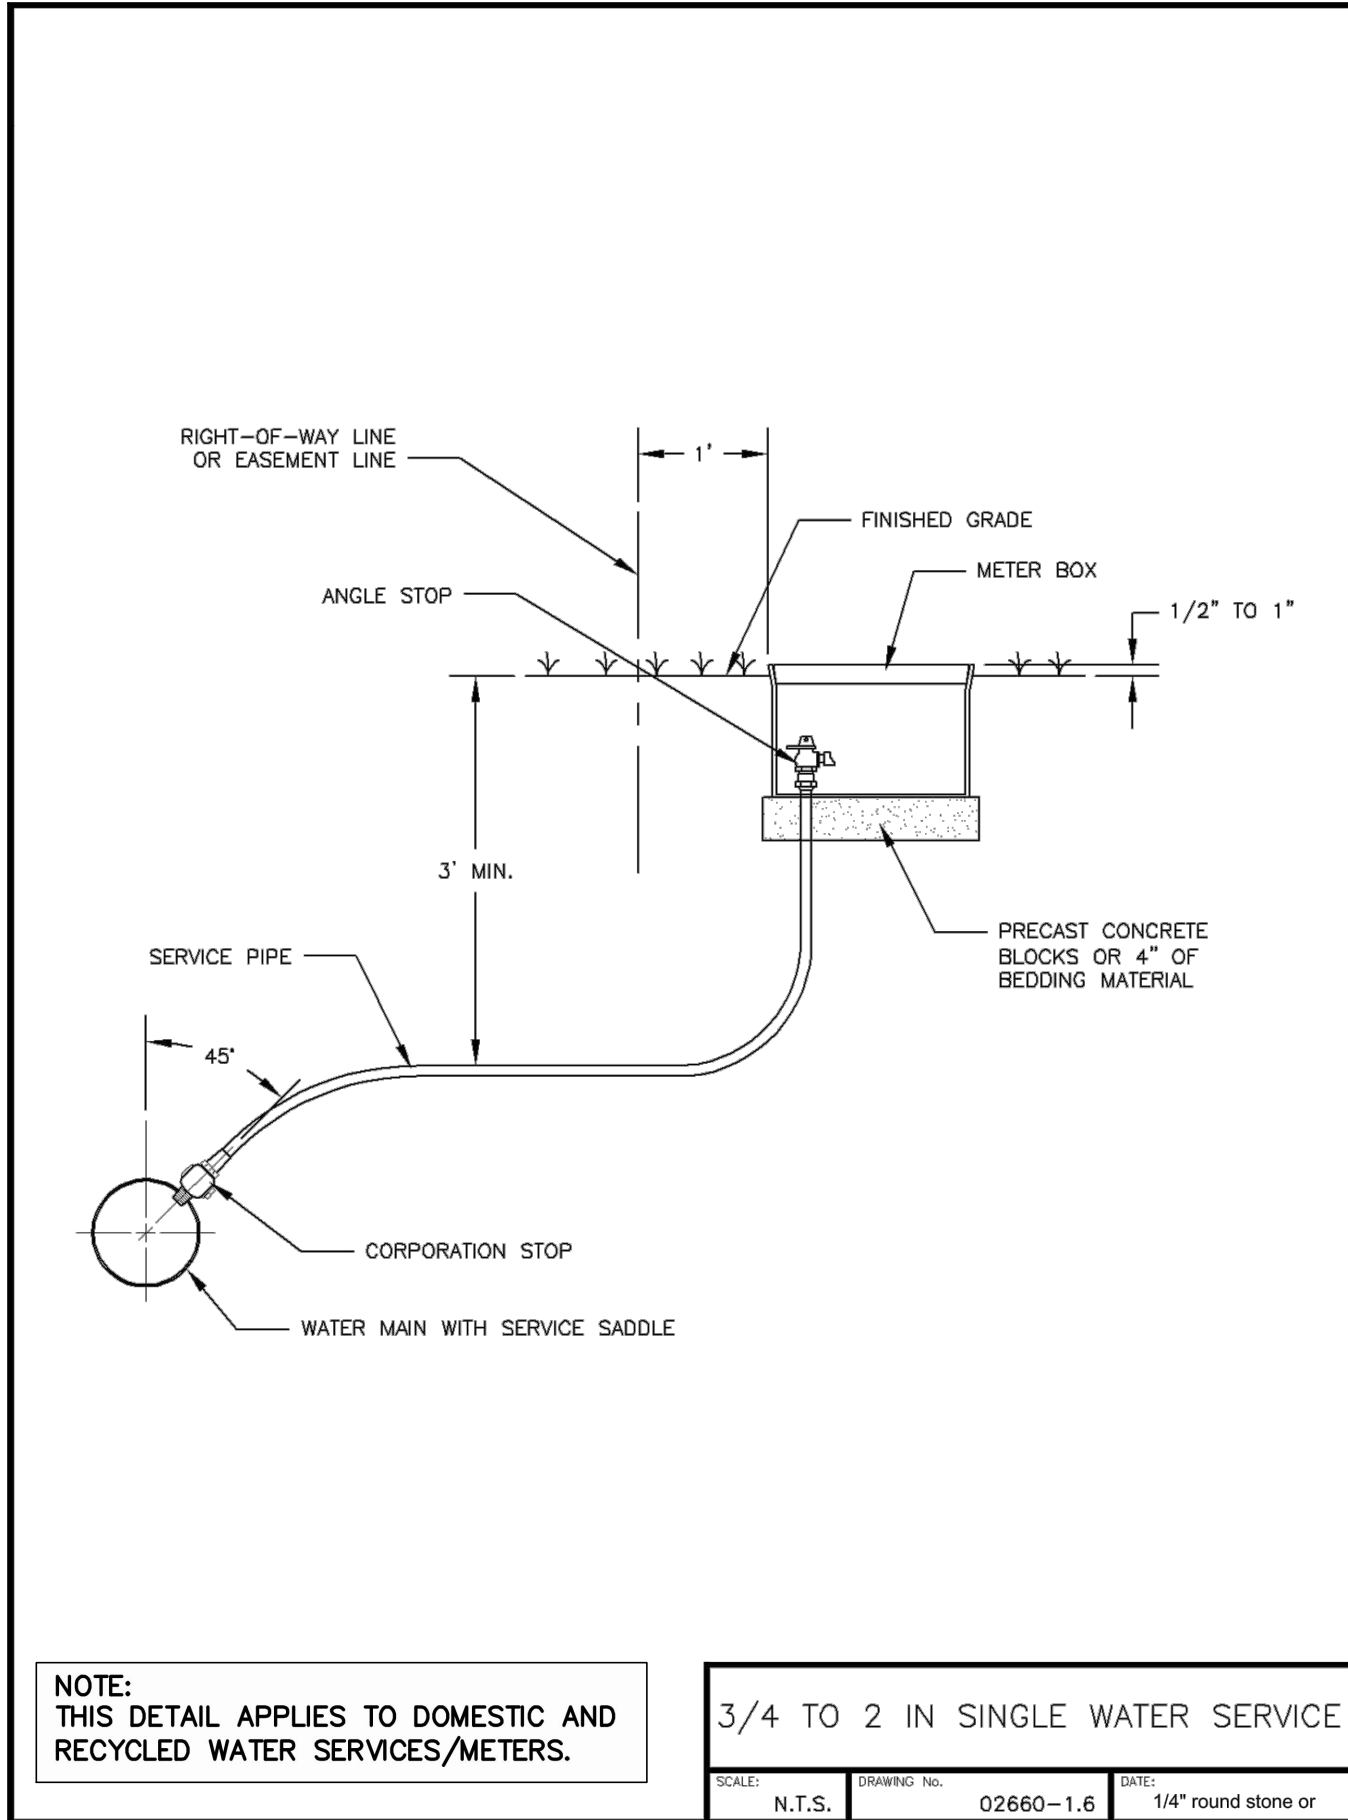 RIGHT-OF-WAY LINE
OR EASEMENT LINE
1'
FINISHED GRADE
METER BOX
ANGLE STOP
1/2" TO 1"
3' MIN.
PRECAST CONCRETE
BLOCKS OR 4" OF
BEDDING MATERIAL
SERVICE PIPE
45°
CORPORATION STOP
WATER MAIN WITH SERVICE SADDLE
NOTE:
THIS DETAIL APPLIES TO DOMESTIC AND
RECYCLED WATER SERVICES/METERS.
3/4 TO 2 IN SINGLE WATER SERVICE
SCALE:
N.T.S.
DRAWING No.
02660-1.6
DATE:
1/4" round stone or